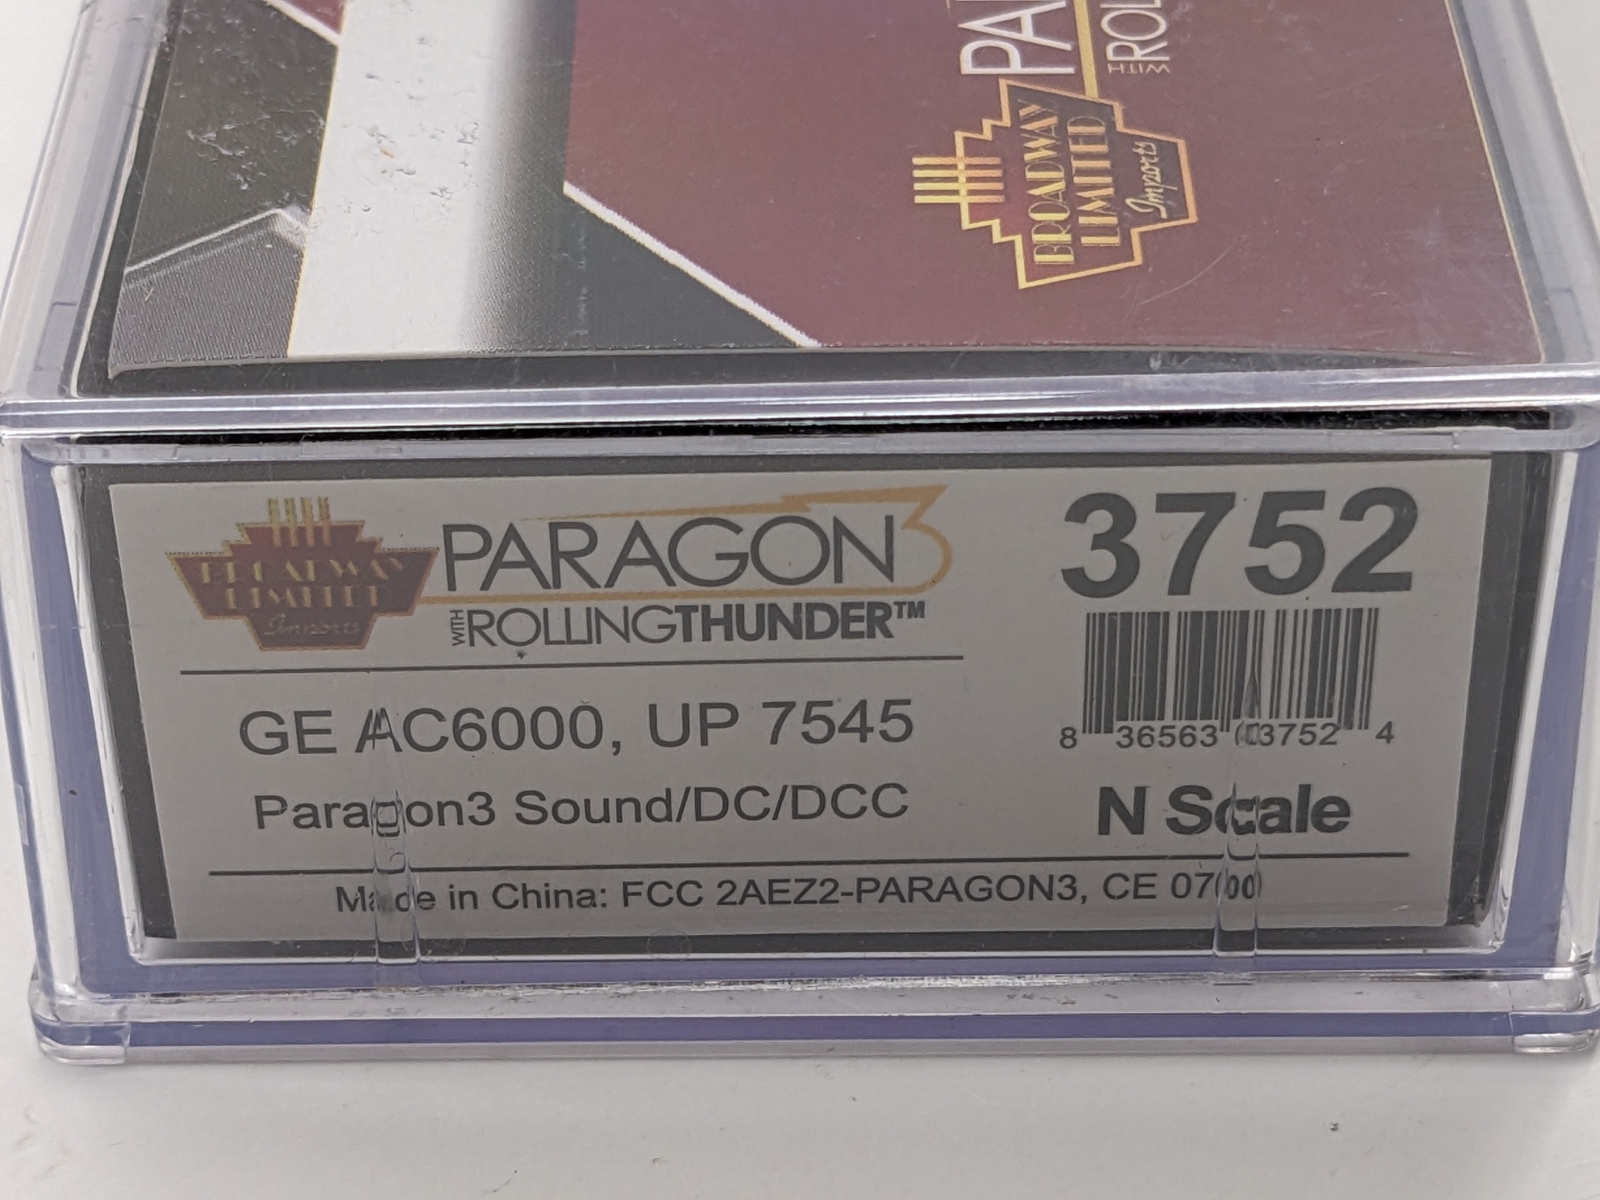 BROADWAY
LIMITED
Imports
BROADWAY
LIMITED
Imports
PARAGON3
WITH ROLLINGTHUNDER™
3752
GE AC6000, UP 7545
8 36563 03752 4
Paragon3 Sound/DC/DCC
N Scale
Made in China: FCC 2AEZ2-PARAGON3, CE 0700